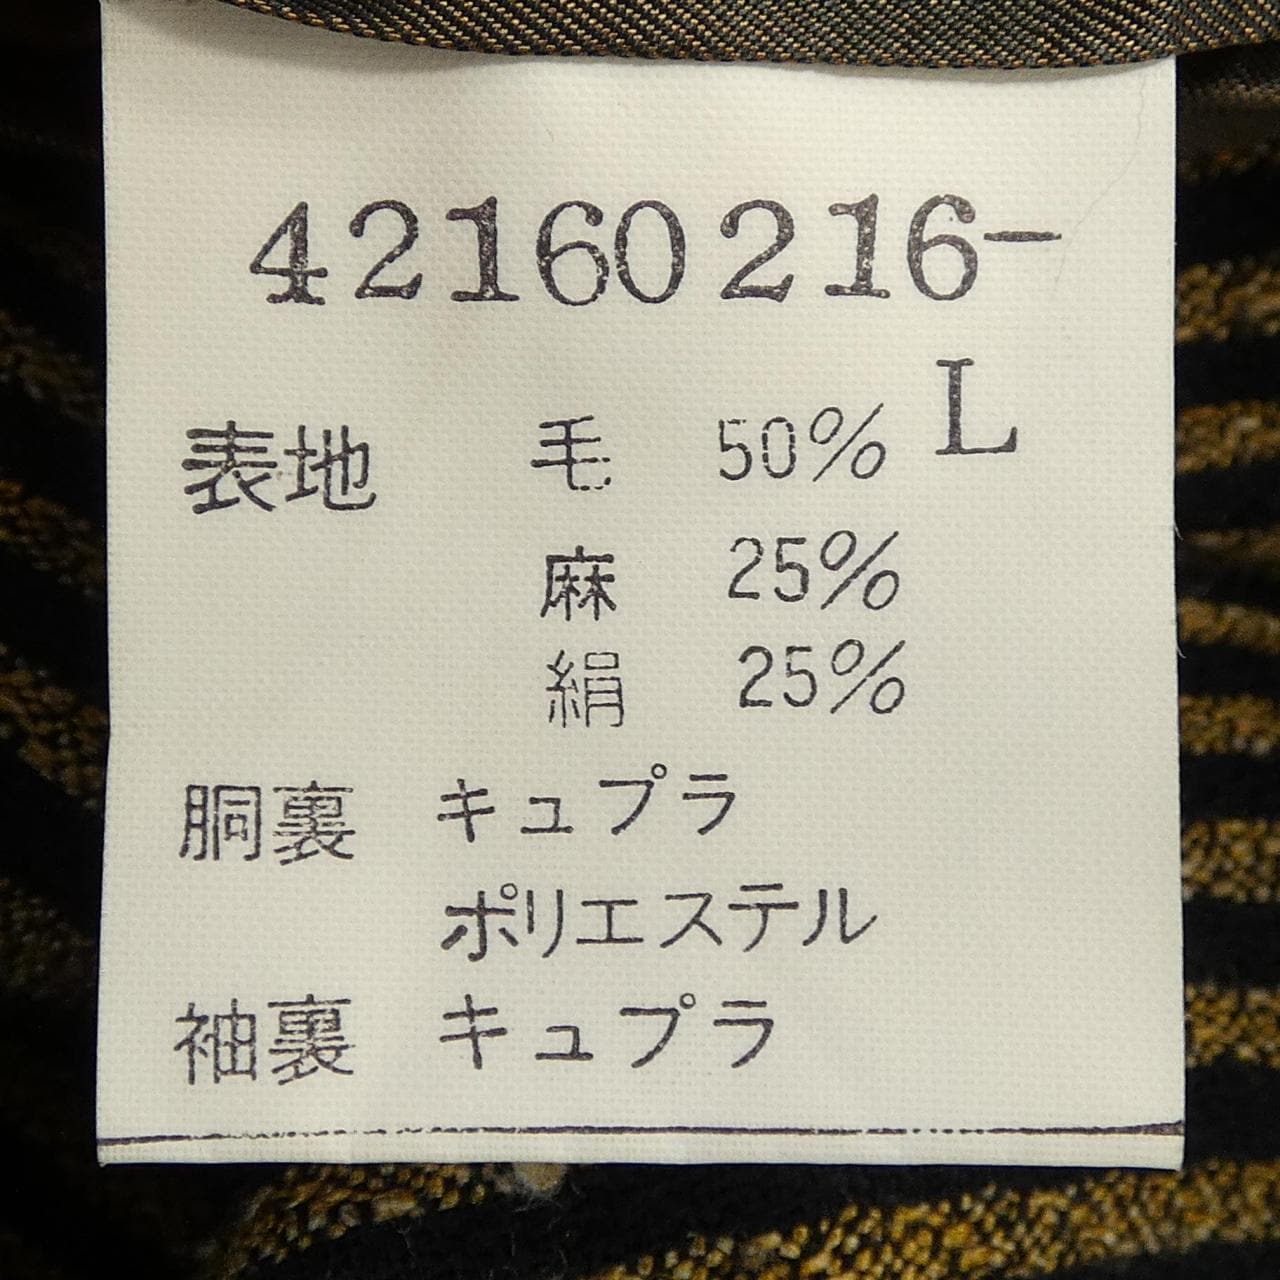 42160216-
L
表地 毛 50%
麻 25%
絹 25%
胴裏 キュプラ
ポリエステル
袖裏 キュプラ